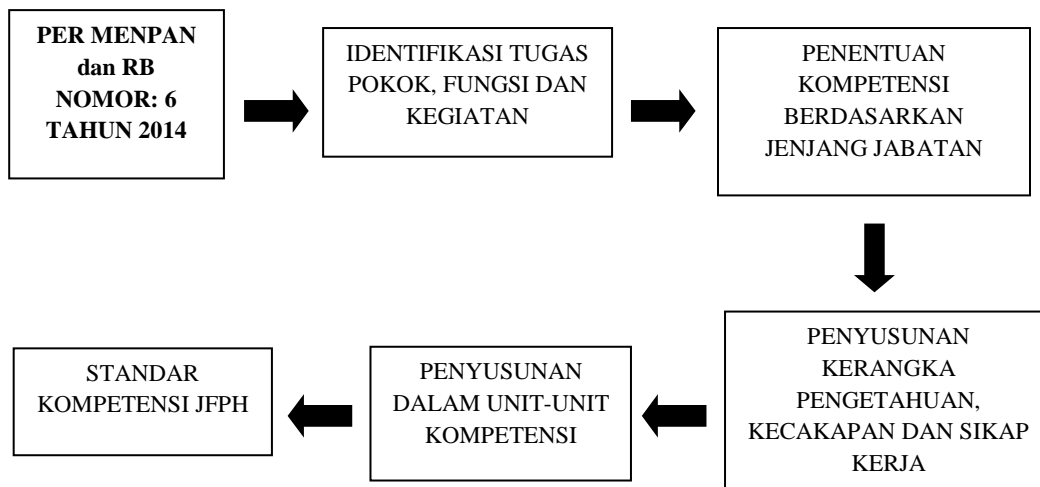 PER MENPAN
dan RB
NOMOR: 6
TAHUN 2014
IDENTIFIKASI TUGAS
POKOK, FUNGSI DAN
KEGIATAN
PENENTUAN
KOMPETENSI
BERDASARKAN
JENJANG JABATAN
PENYUSUNAN
KERANGKA
PENGETAHUAN,
KECAKAPAN DAN SIKAP
KERJA
PENYUSUNAN
DALAM UNIT-UNIT
KOMPETENSI
STANDAR
KOMPETENSI JFPH